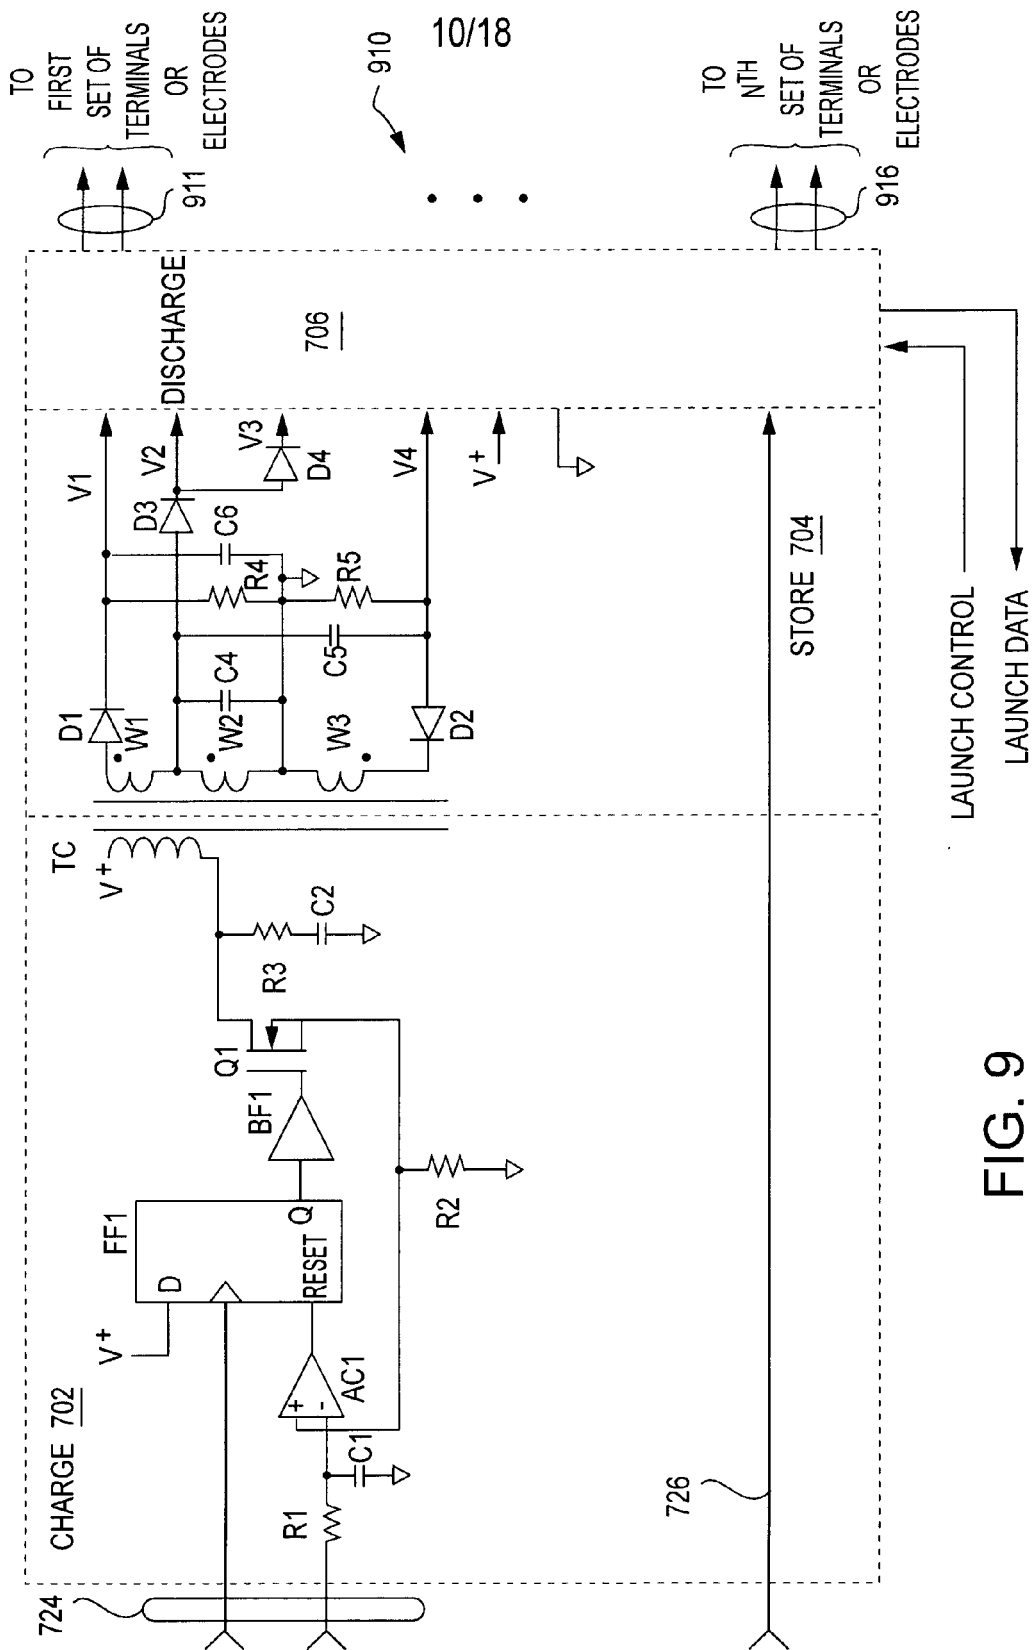 10/18
TO
FIRST
SET OF
TERMINALS
OR
ELECTRODES
911
910
TO
NTH
SET OF
TERMINALS
OR
ELECTRODES
916
DISCHARGE
706
V1
V2
V3
V4
V+
D3
D4
C6
R4
R5
C4
C5
D1
W1
W2
W3
D2
STORE 704
LAUNCH CONTROL
LAUNCH DATA
TC
V+
C2
R3
Q1
BF1
R2
FF1
D
Q
RESET
V+
AC1
+
-
C1
R1
CHARGE 702
724
726
FIG. 9